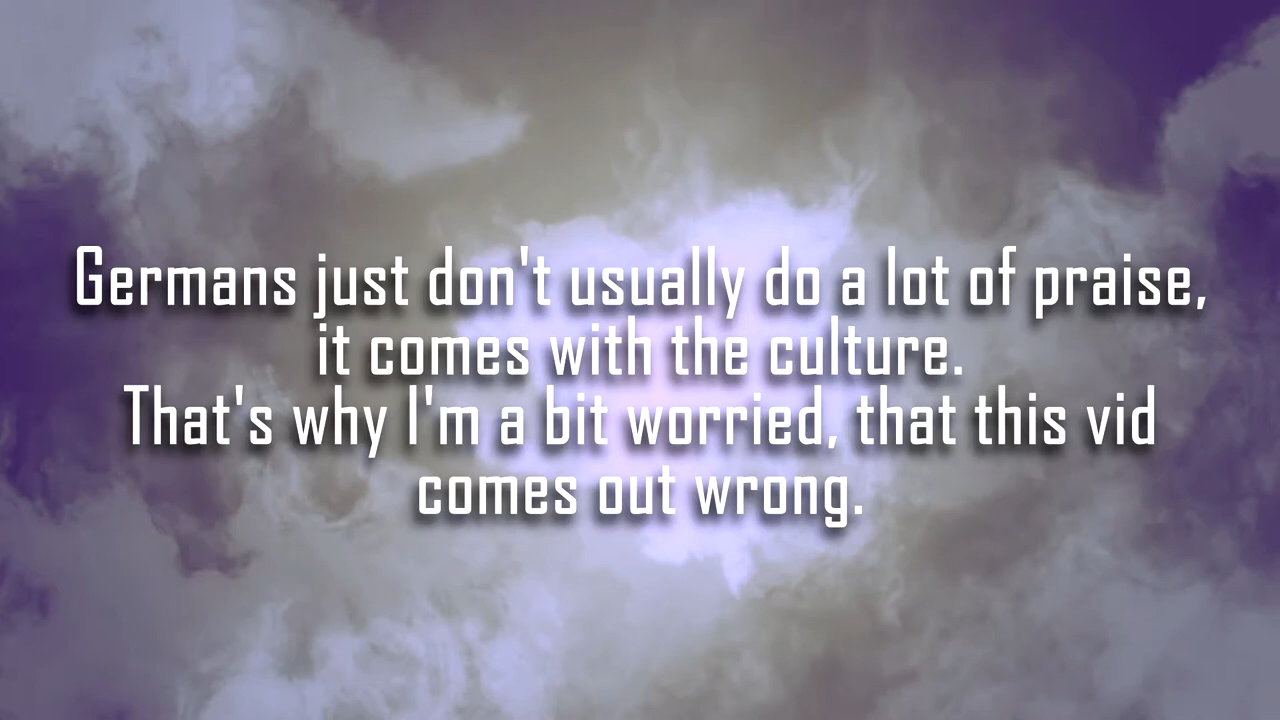 Germans just don't usually do a lot of praise,
it comes with the culture.
That's why I'm a bit worried, that this vid
comes out wrong.